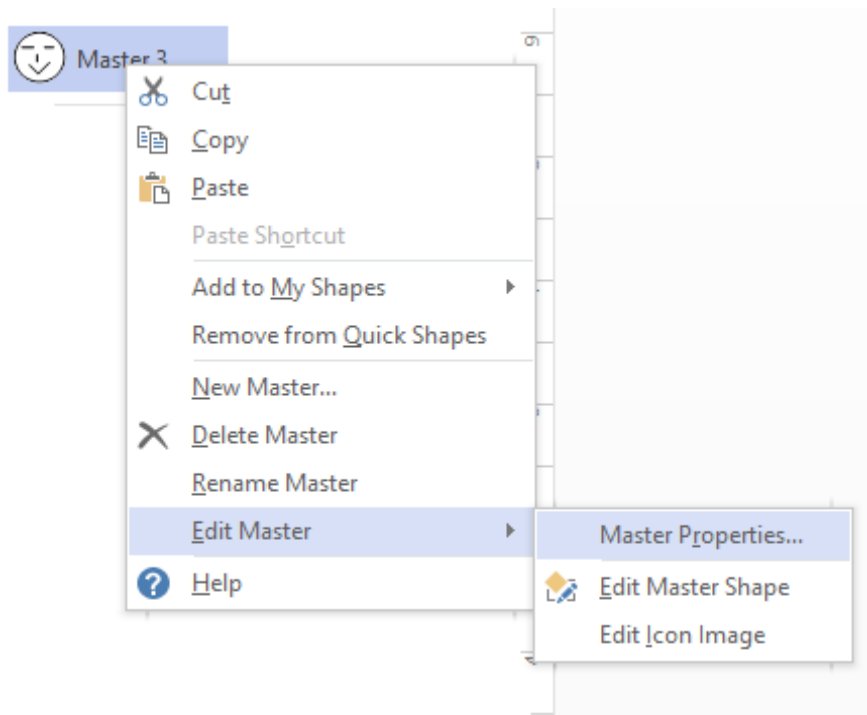 Master 3
Cut
Copy
Paste
Paste Shortcut
Add to My Shapes
Remove from Quick Shapes
New Master...
Delete Master
Rename Master
Edit Master
Help
Master Properties...
Edit Master Shape
Edit Icon Image